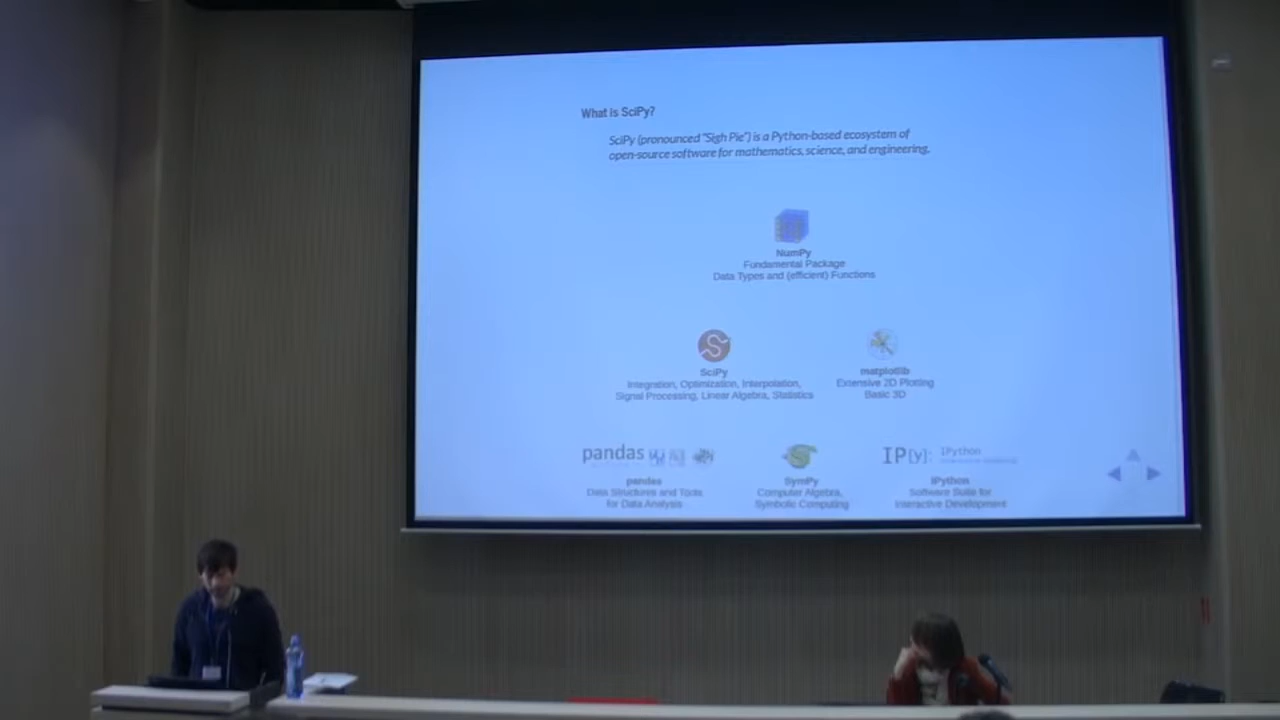 What is SciPy?
SciPy (pronounced "Sigh Pie") is a Python-based ecosystem of
open-source software for mathematics, science, and engineering.
NumPy
Fundamental Package
Data Types and (efficient) Functions
SciPy
Integration, Optimization, Interpolation,
Signal Processing, Linear Algebra, Statistics
matplotlib
Extensive 2D Plotting
Basic 3D
pandas
pandas
Data Structures and Tools
for Data Analysis
SymPy
Computer Algebra,
Symbolic Computing
IP[y]: IPython
IPython
Software Suite for
Interactive Development